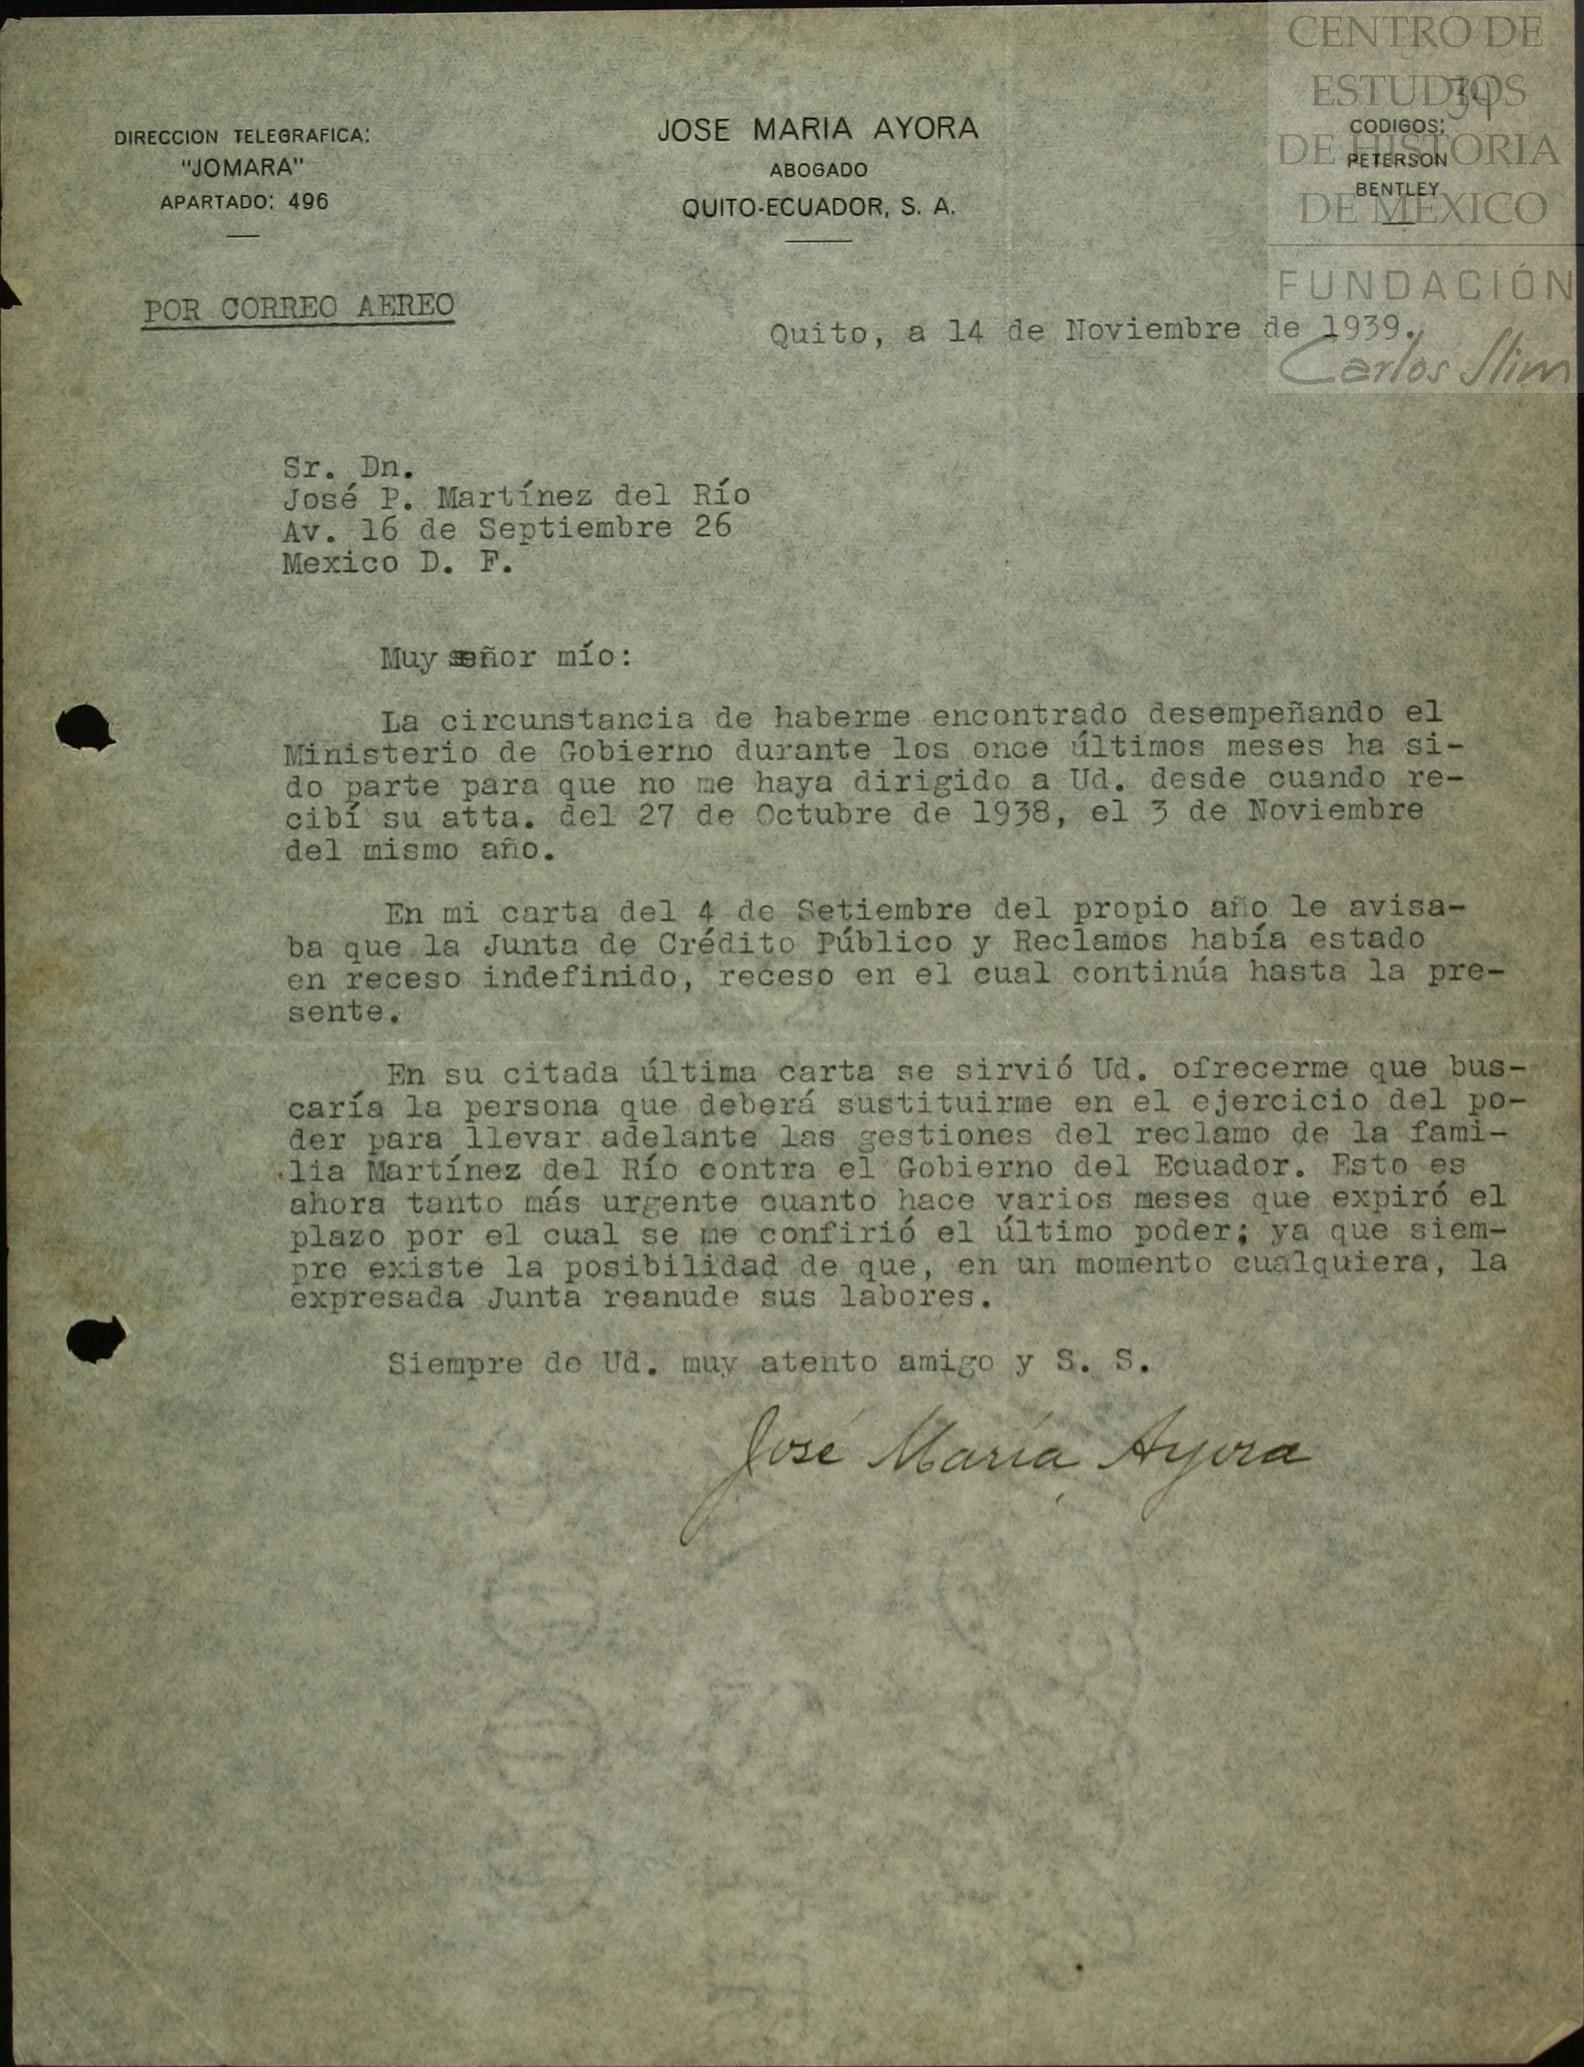 CENTRO DE
ESTUDIOS
DE HISTORIA
DE MEXICO
FUNDACIÓN
Carlos Slim
DIRECCION TELEGRAFICA:
"JOMARA"
APARTADO: 496
JOSE MARIA AYORA
ABOGADO
QUITO-ECUADOR, S. A.
CODIGOS:
PETERSON
BENTLEY
POR CORREO AEREO
Quito, a 14 de Noviembre de 1939.
Sr. Dn.
José P. Martínez del Río
Av. 16 de Septiembre 26
Mexico D. F.
Muy señor mío:
La circunstancia de haberme encontrado desempeñando el
Ministerio de Gobierno durante los once últimos meses ha si-
do parte para que no me haya dirigido a Ud. desde cuando re-
cibí su atta. del 27 de Octubre de 1938, el 3 de Noviembre
del mismo año.
En mi carta del 4 de Setiembre del propio año le avisa-
ba que la Junta de Crédito Público y Reclamos había estado
en receso indefinido, receso en el cual continúa hasta la pre-
sente.
En su citada última carta se sirvió Ud. ofrecerme que bus-
caría la persona que deberá sustituirme en el ejercicio del po-
der para llevar adelante las gestiones del reclamo de la fami-
lia Martínez del Río contra el Gobierno del Ecuador. Esto es
ahora tanto más urgente cuanto hace varios meses que expiró el
plazo por el cual se me confirió el último poder; ya que siem-
pre existe la posibilidad de que, en un momento cualquiera, la
expresada Junta reanude sus labores.
Siempre de Ud. muy atento amigo y S. S.
José María Ayora